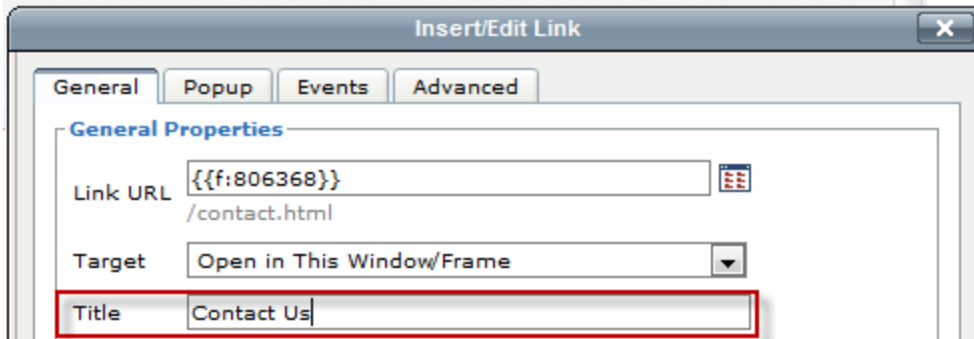 Insert/Edit Link
General Popup Events Advanced
General Properties
Link URL {{f:806368}}
/contact.html
Target Open in This Window/Frame
Title Contact Us